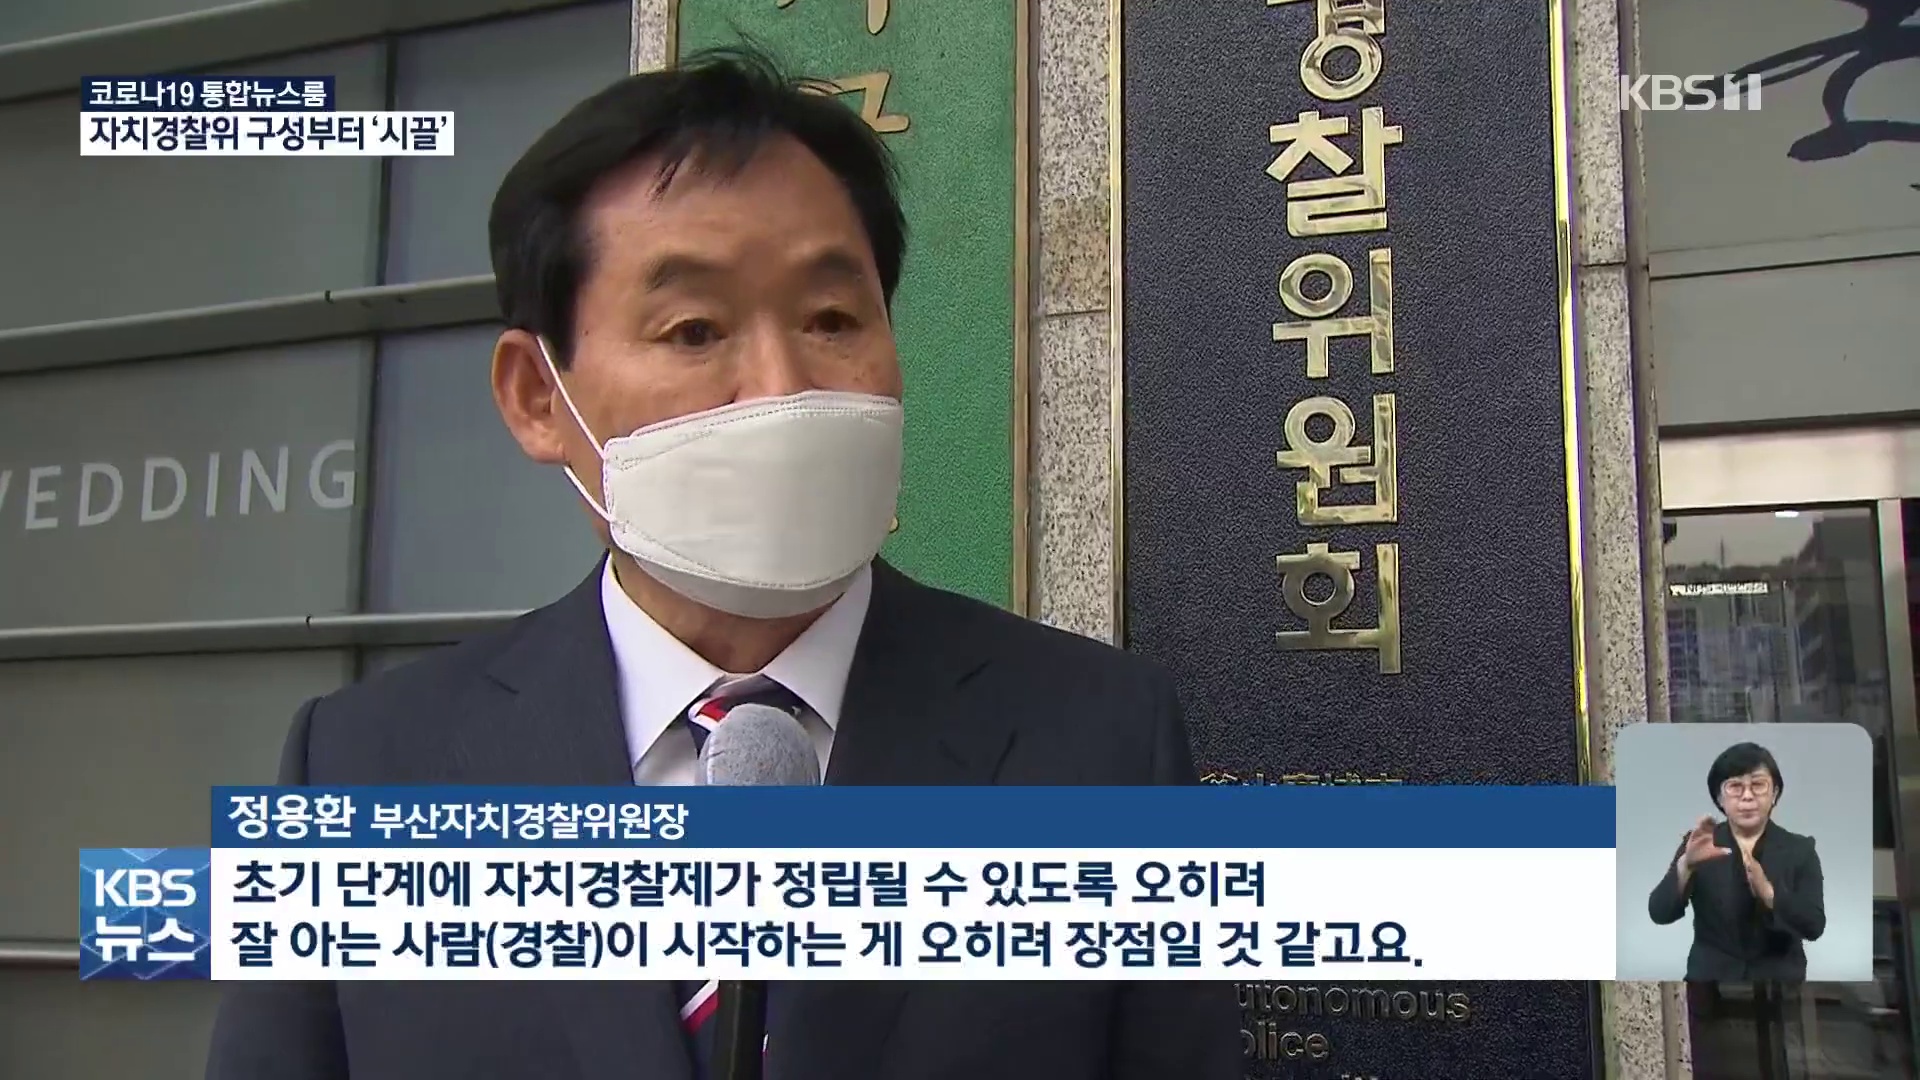 코로나19 통합뉴스룸
자치경찰위 구성부터 ‘시끌’
KBS 1
경찰위원회
WEDDING
정용환 부산자치경찰위원장
KBS
뉴스
초기 단계에 자치경찰제가 정립될 수 있도록 오히려
잘 아는 사람(경찰)이 시작하는 게 오히려 장점일 것 같고요.
utonomous
olice